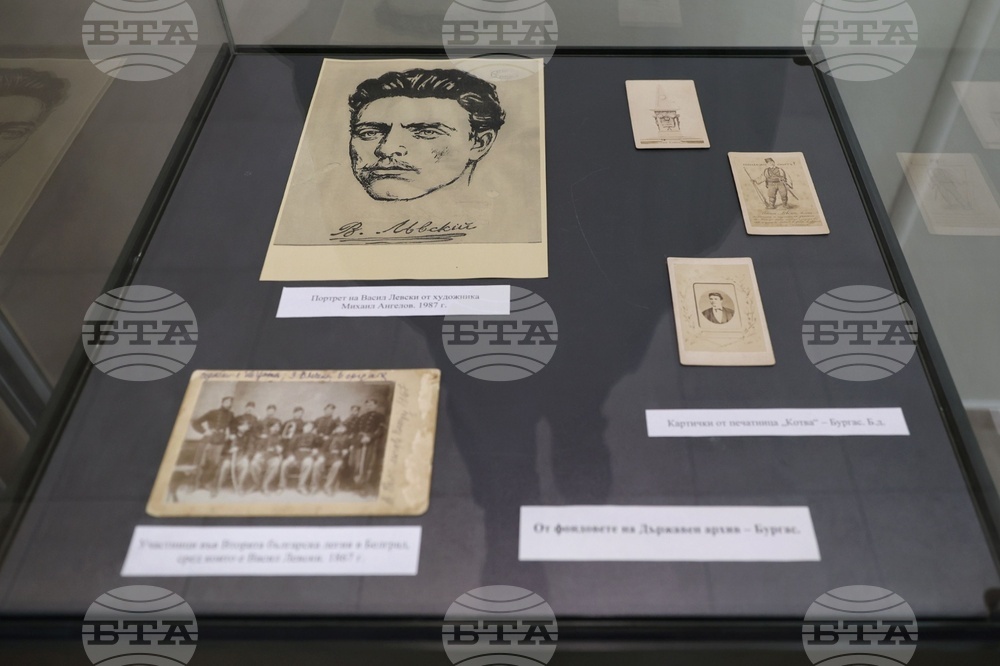 БТА БТА БТА
В. Лѣвскій
Портрет на Васил Левски от художника
Михаил Ангелов. 1987 г.
БТА БТА БТА
Картички от печатница „Котва“ – Бургас. Б.д.
От фондовете на Държавен архив – Бургас.
Участници във Втората българска легия в Белград,
сред които е Васил Левски. 1867 г.
БТА БТА БТА